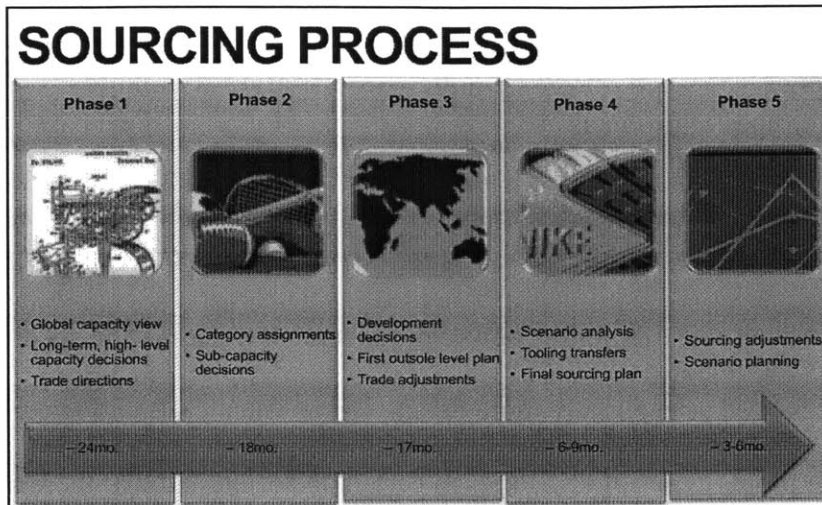 SOURCING PROCESS
Phase 1
Phase 2
Phase 3
Phase 4
Phase 5
NIKE
• Global capacity view
• Long-term, high- level
capacity decisions
• Trade directions
• Category assignments
• Sub-capacity
decisions
• Development
decisions
• First outsole level plan
• Trade adjustments
• Scenario analysis
• Tooling transfers
• Final sourcing plan
• Sourcing adjustments
• Scenario planning
– 24mo.
– 18mo.
– 17mo.
– 6-9mo.
– 3-6mo.